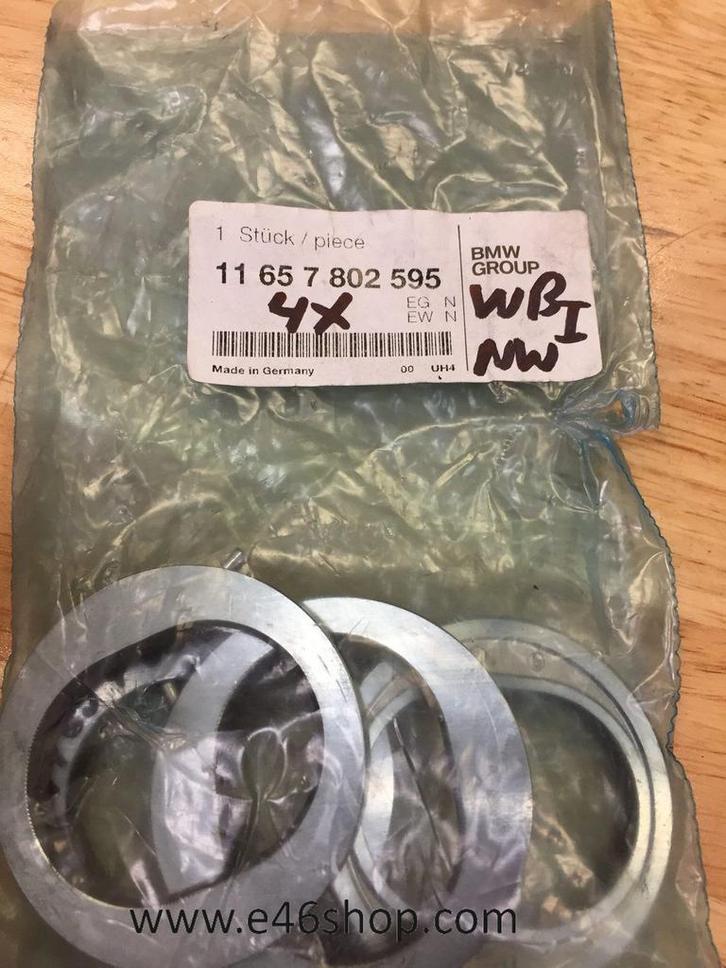 1 Stück / piece
11 65 7 802 595
4X
EG N
EW N
Made in Germany 00 UH4
BMW
GROUP
WBI
NW
www.e46shop.com